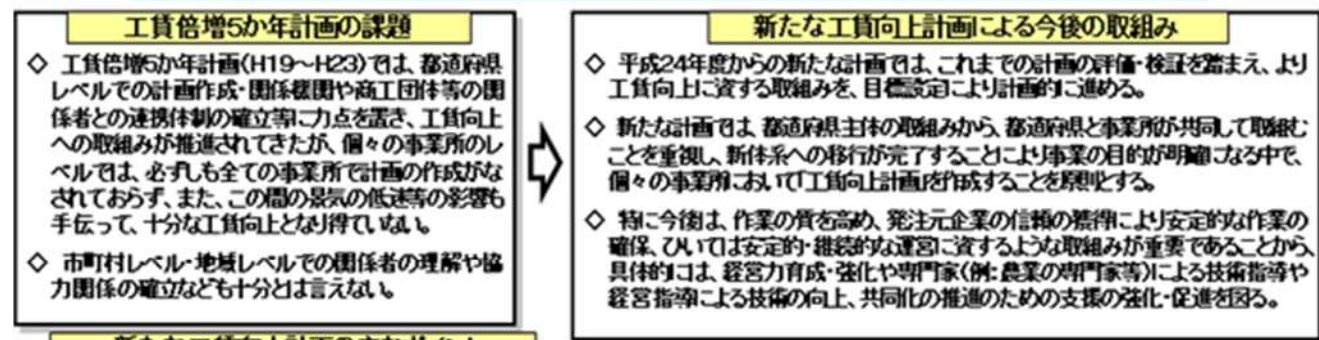 工賃倍増5か年計画の課題
◇ 工賃倍増5か年計画(H19～H23)では、都道府県
レベルでの計画作成・関係機関や商工団体等の関
係者との連携体制の確立等に力点を置き、工賃向上
への取組みが推進されてきたが、個々の事業所のレ
ベルでは、必ずしも全ての事業所で計画の作成がな
されておらず、また、この間の景気の低迷等の影響も
手伝って、十分な工賃向上となり得ていない。
◇ 市町村レベル・地域レベルでの関係者の理解や協
力関係の確立なども十分とは言えない。
新たな工賃向上計画による今後の取組み
◇ 平成24年度からの新たな計画では、これまでの計画の評価・検証を踏まえ、より
工賃向上に資する取組みを、目標設定により計画的に進める。
◇ 新たな計画では、都道府県主体の取組みから、都道府県と事業所が共同して取組む
ことを重視し、新体系への移行が完了することにより事業の目的が明確になる中で、
個々の事業所において「工賃向上計画」を作成することを原則とする。
◇ 特に今後は、作業の質を高め、発注元企業の信頼の獲得により安定的な作業の
確保、ひいては安定的・継続的な運営に資するような取組みが重要であることから、
具体的には、経営力育成・強化や専門家(例:農業の専門家等)による技術指導や
経営指導による技術の向上、共同化の推進のための支援の強化・促進を図る。